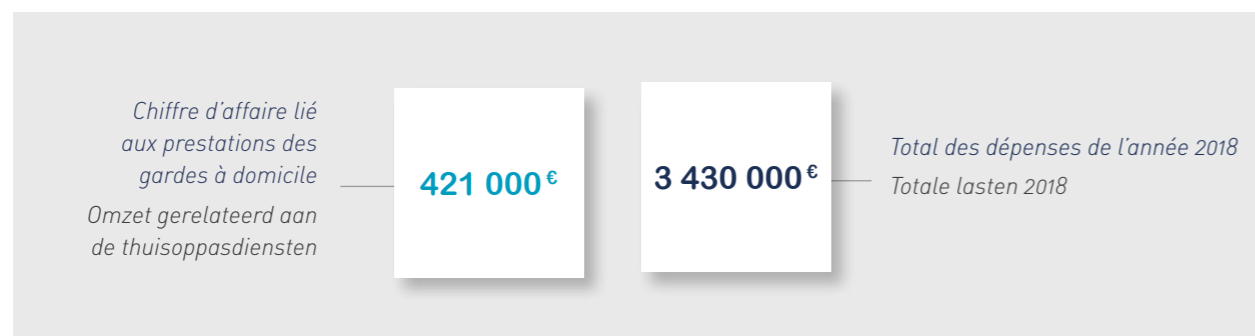 Chiffre d'affaire lié
aux prestations des
gardes à domicile
Omzet gerelateerd aan
de thuisoppasdiensten
421 000 €
3 430 000 €
Total des dépenses de l'année 2018
Totale lasten 2018